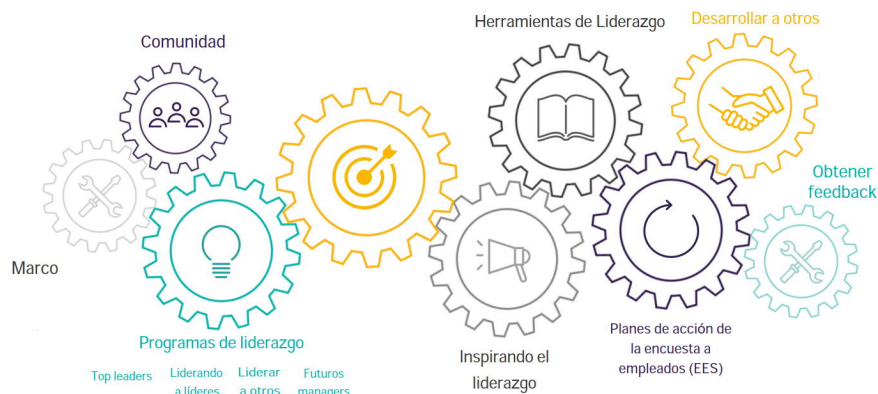 Comunidad
Herramientas de Liderazgo
Desarrollar a otros
Obtener
feedback
Marco
Programas de liderazgo
Top leaders
Liderando
a líderes
Liderar
a otros
Futuros
managers
Inspirando el
liderazgo
Planes de acción de
la encuesta a
empleados (EES)